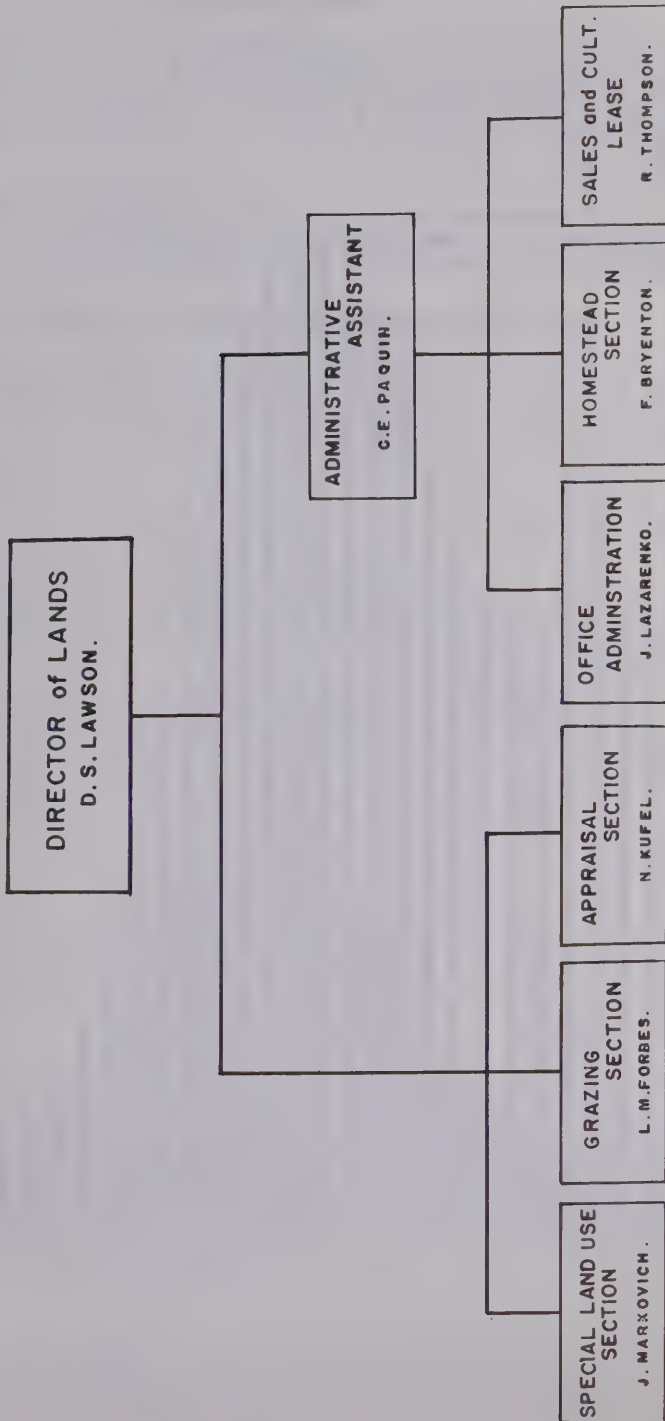 DIRECTOR of LANDS
D. S. LAWSON.
ADMINISTRATIVE
ASSISTANT
C.E. PAQUIN.
SPECIAL LAND USE
SECTION
J. MARKOVICH.
GRAZING
SECTION
L.M.FORBES.
APPRAISAL
SECTION
N. KUFEL.
OFFICE
ADMINSTRATION
J. LAZARENKO.
HOMESTEAD
SECTION
F. BRYENTON.
SALES and CULT.
LEASE
R. THOMPSON.